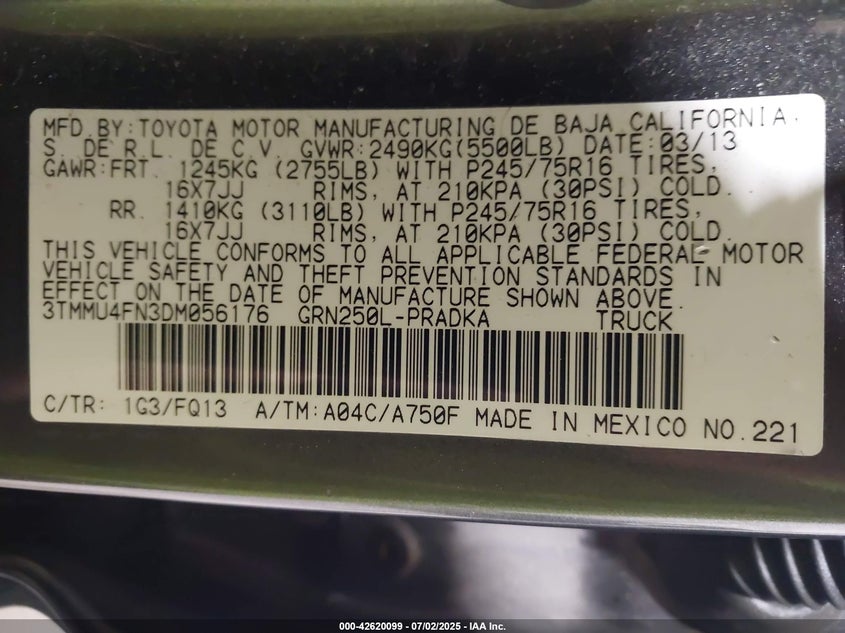 MFD.BY:TOYOTA MOTOR MANUFACTURING DE BAJA CALIFORNIA.
S. DE R.L. DE C.V. GVWR:2490KG(5500LB) DATE:03/13
GAWR:FRT. 1245KG (2755LB) WITH P245/75R16 TIRES,
16X7JJ RIMS, AT 210KPA (30PSI) COLD.
RR. 1410KG (3110LB) WITH P245/75R16 TIRES,
16X7JJ RIMS, AT 210KPA (30PSI) COLD.
THIS VEHICLE CONFORMS TO ALL APPLICABLE FEDERAL MOTOR
VEHICLE SAFETY AND THEFT PREVENTION STANDARDS IN
EFFECT ON THE DATE OF MANUFACTURE SHOWN ABOVE.
3TMMU4FN3DM056176 GRN250L-PRADKA TRUCK
C/TR: 1G3/FQ13 A/TM:A04C/A750F MADE IN MEXICO NO.221
000-42620099 - 07/02/2025 - IAA Inc.